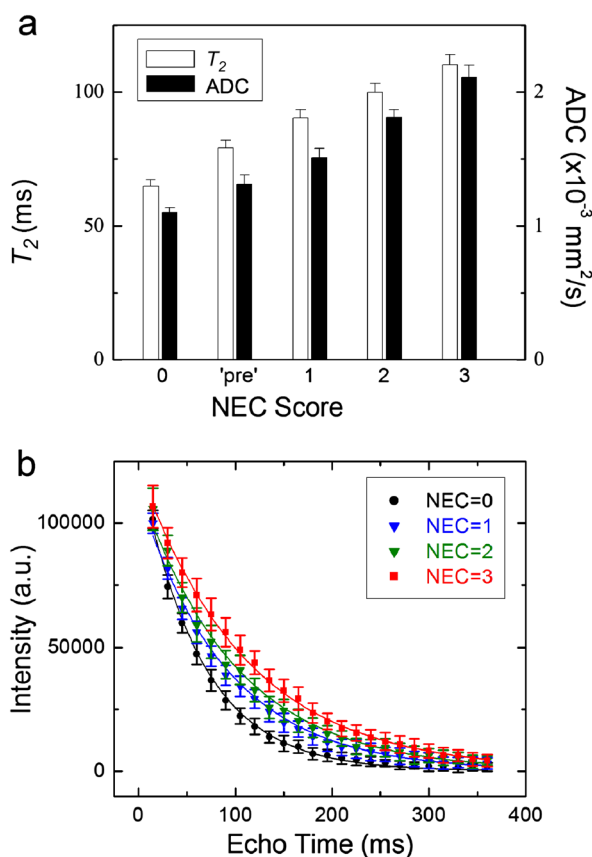 a
T₂
ADC
100
50
0
T₂ (ms)
2
1
0
ADC (x10⁻³ mm²/s)
0 'pre' 1 2 3
NEC Score
b
NEC=0
NEC=1
NEC=2
NEC=3
100000
50000
0
Intensity (a.u.)
0 100 200 300 400
Echo Time (ms)